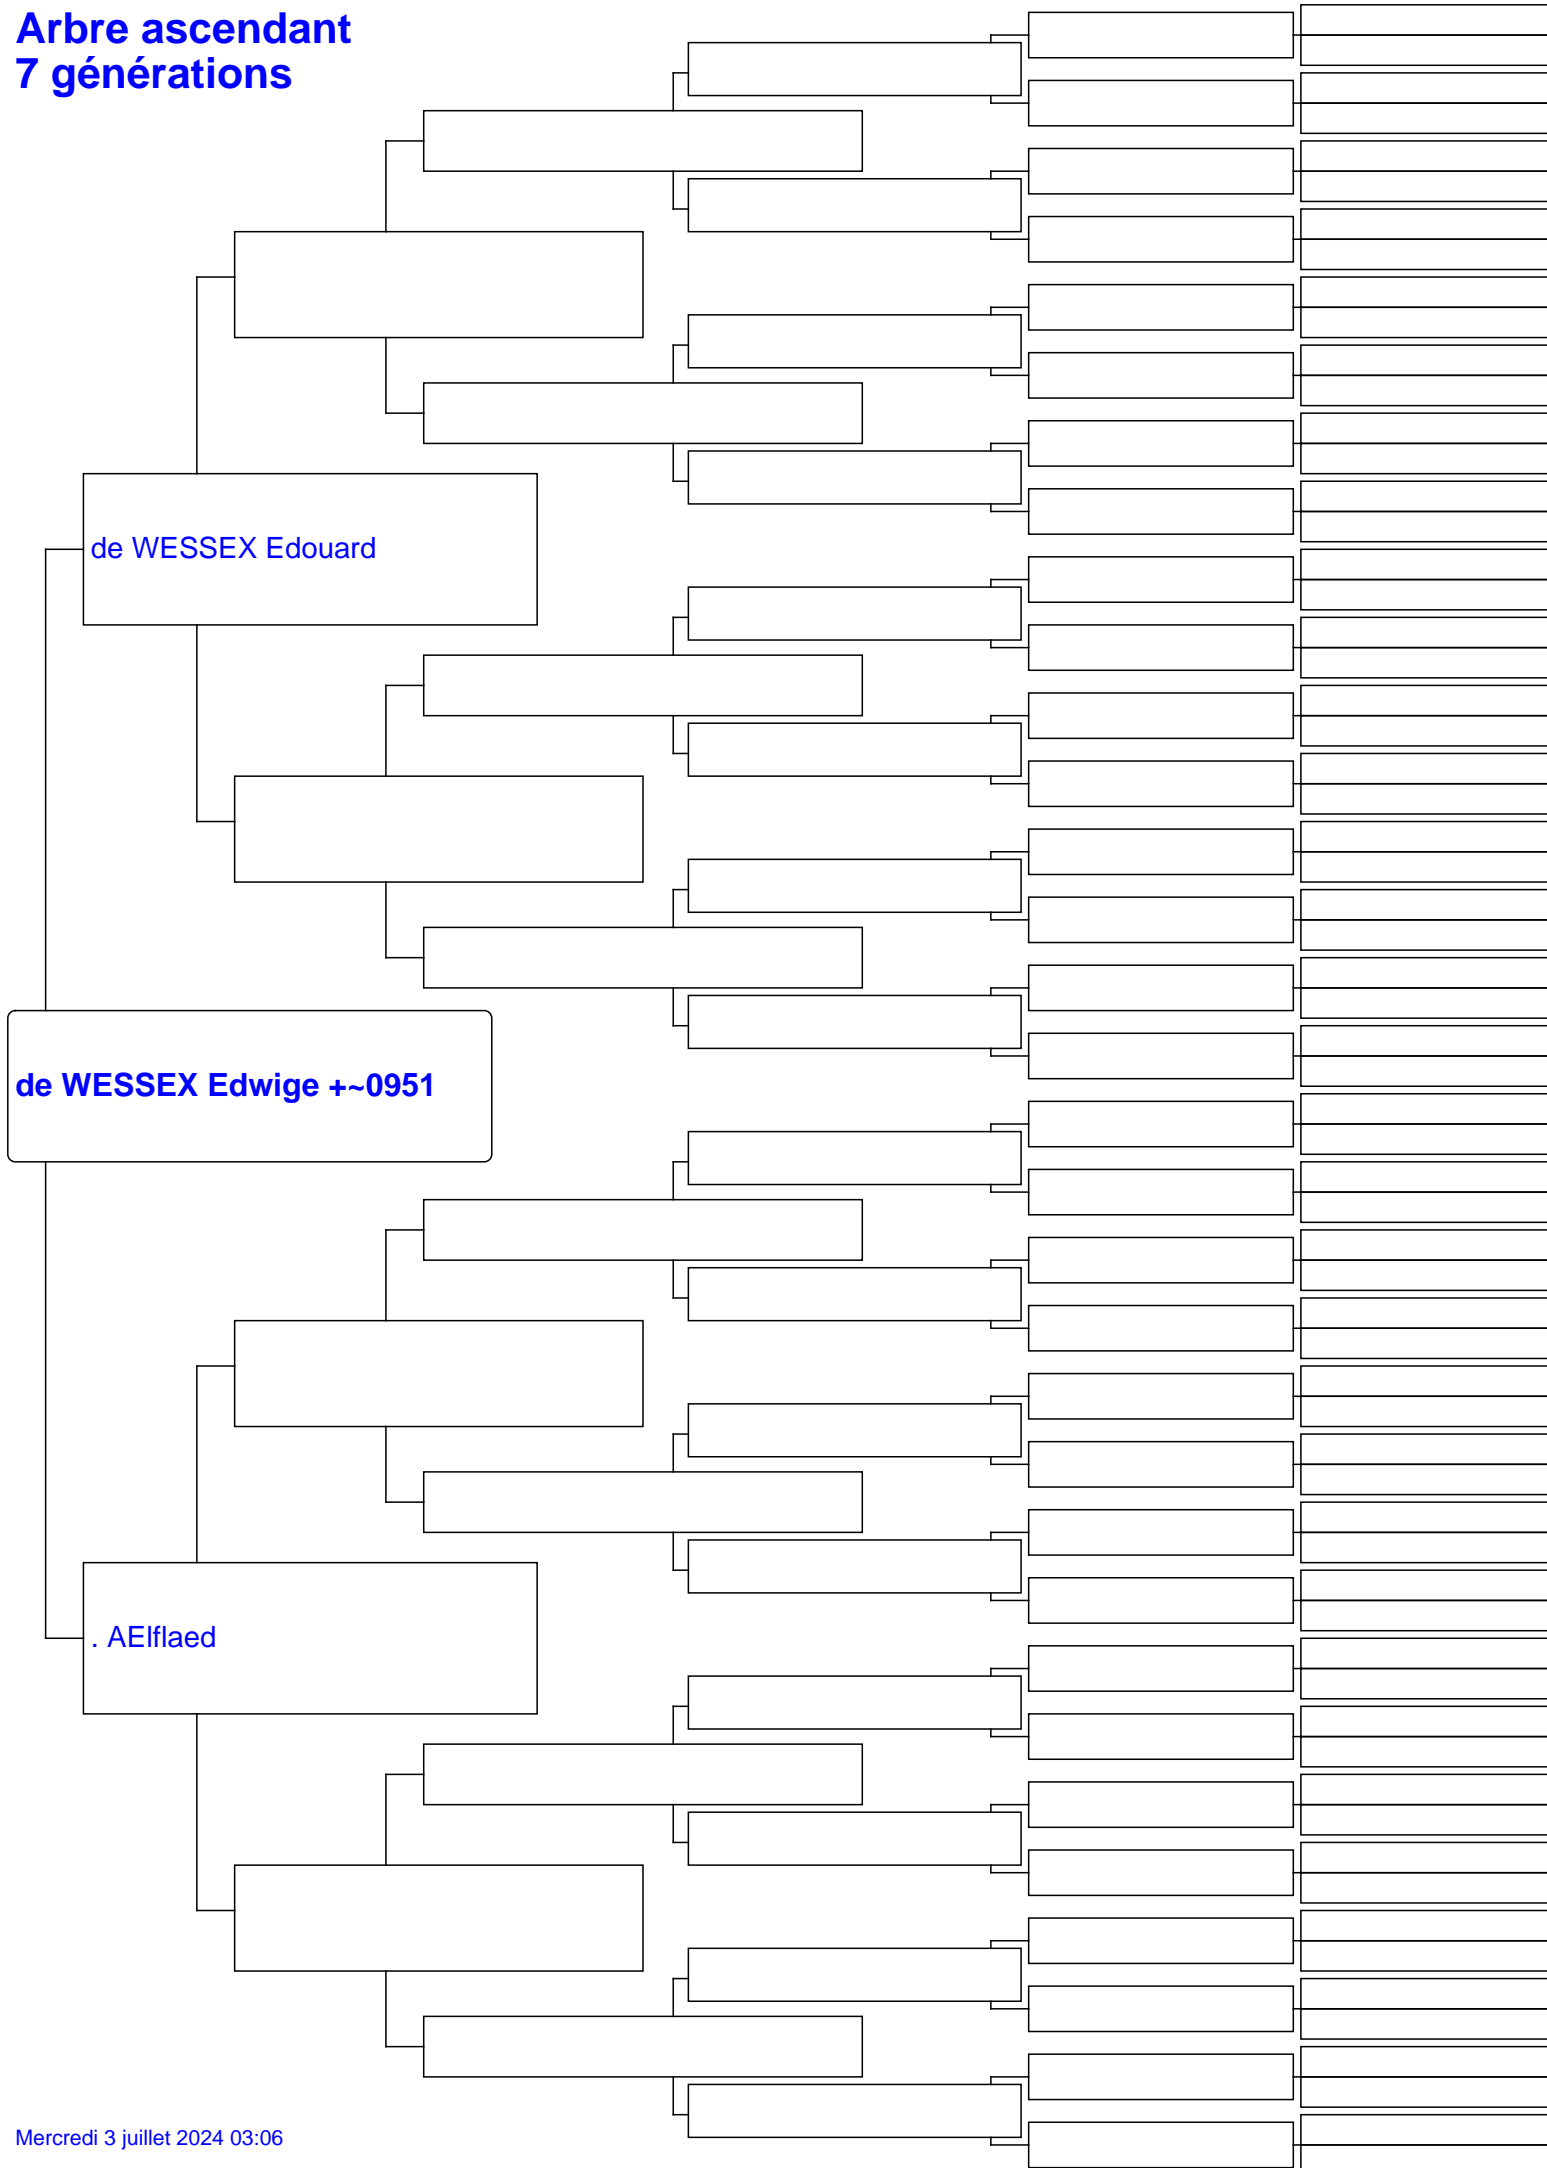 Arbre ascendant
7 générations
de WESSEX Edouard
de WESSEX Edwige +~0951
. AElflaed
Mercredi 3 juillet 2024 03:06